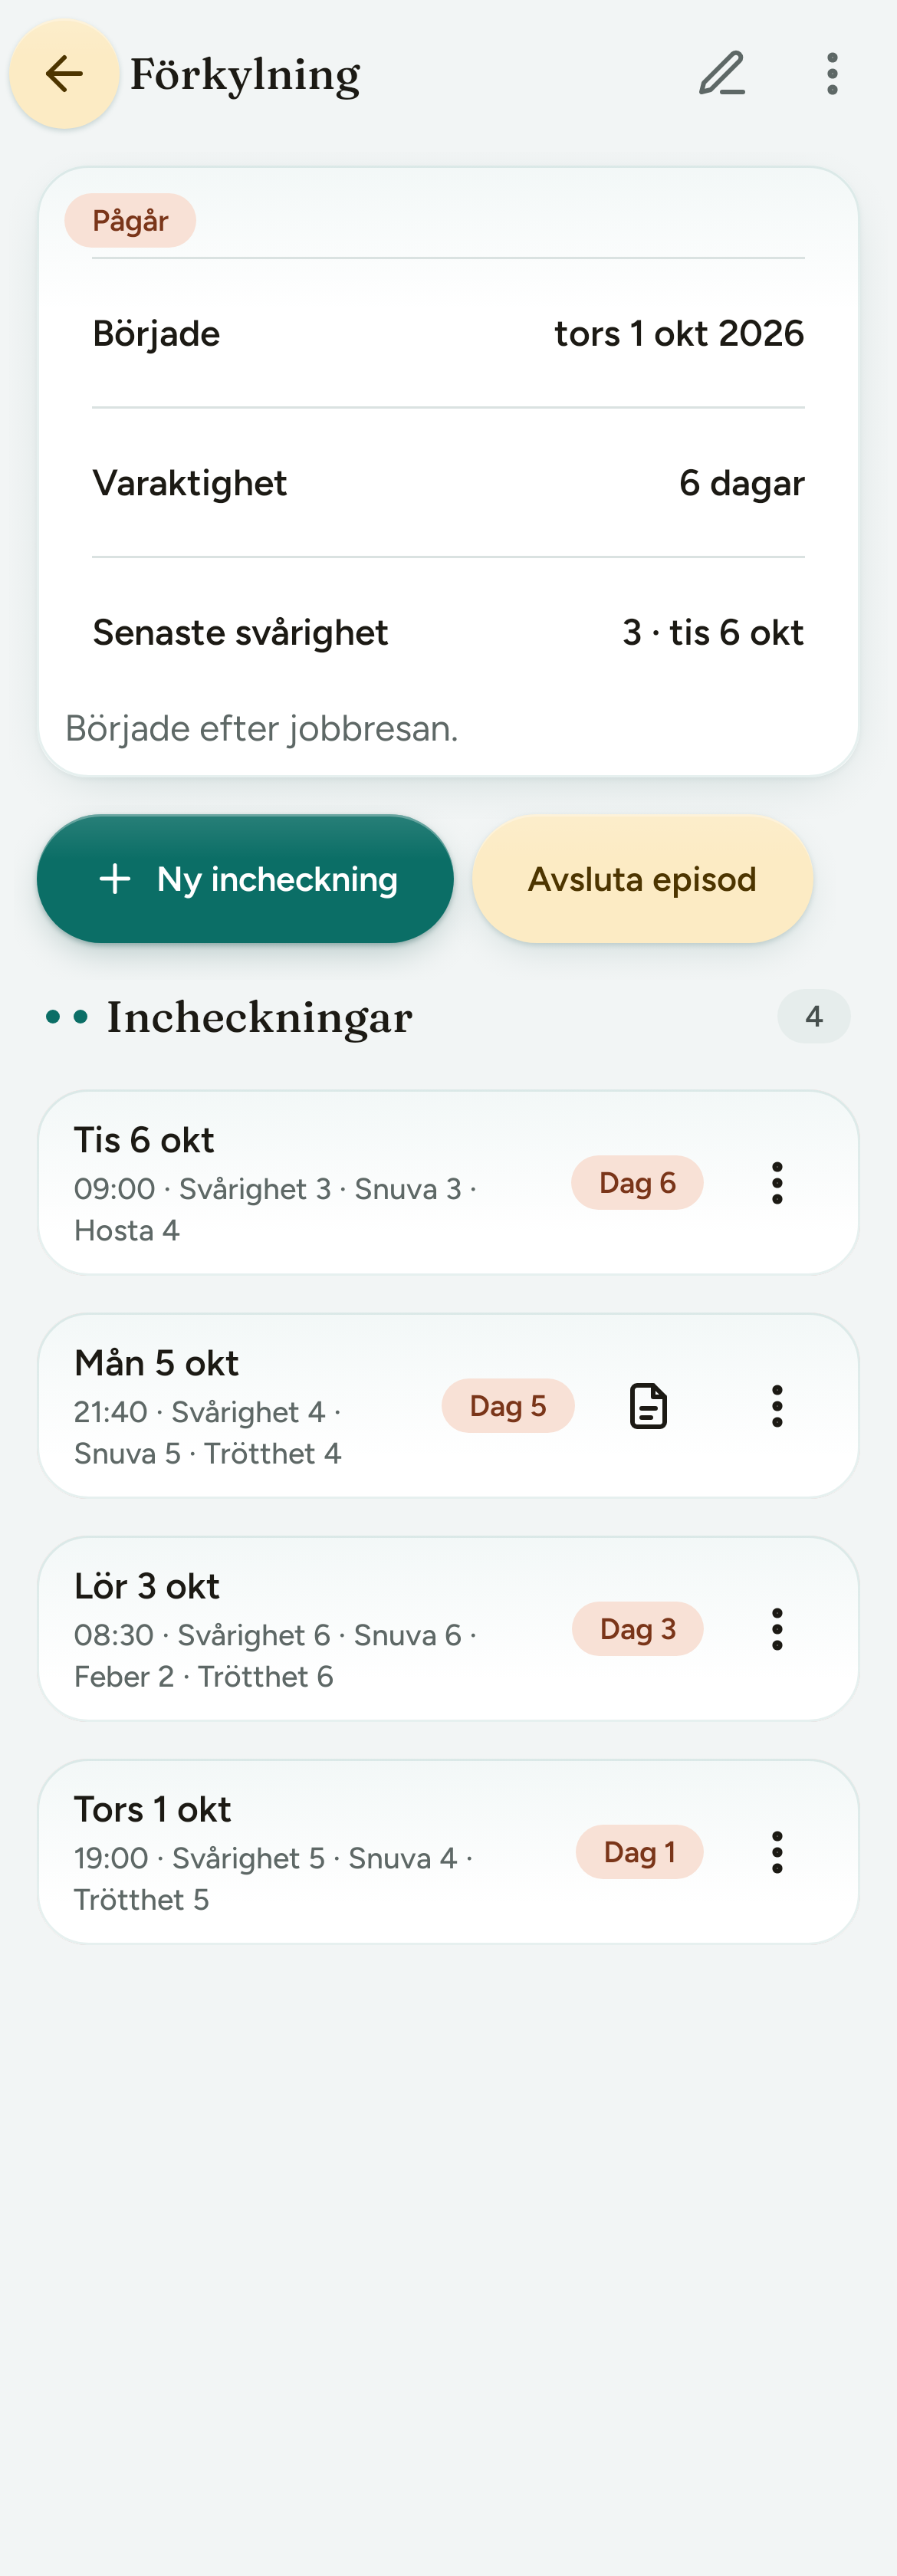 Förkylning
Pågår
Började tors 1 okt 2026
Varaktighet 6 dagar
Senaste svårighet 3 · tis 6 okt
Började efter jobbresan.
Ny incheckning
Avsluta episod
Incheckningar 4
Tis 6 okt
09:00 · Svårighet 3 · Snuva 3 ·
Hosta 4
Dag 6
Mån 5 okt
21:40 · Svårighet 4 ·
Snuva 5 · Trötthet 4
Dag 5
Lör 3 okt
08:30 · Svårighet 6 · Snuva 6 ·
Feber 2 · Trötthet 6
Dag 3
Tors 1 okt
19:00 · Svårighet 5 · Snuva 4 ·
Trötthet 5
Dag 1